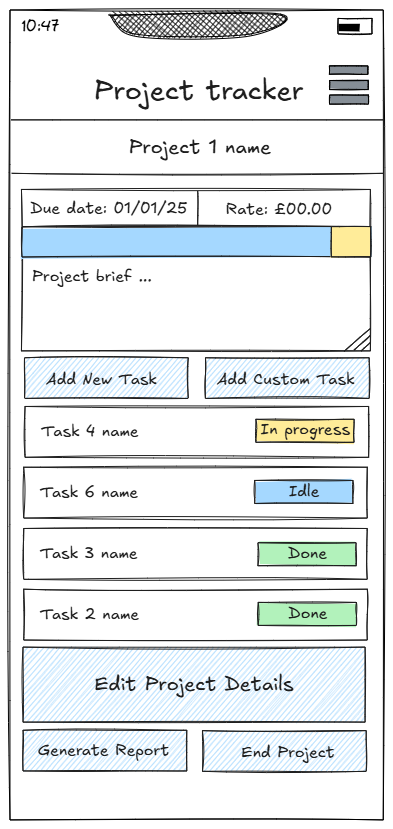 10:47
Project tracker
Project 1 name
Due date: 01/01/25 Rate: £00.00
Project brief ...
Add New Task Add Custom Task
Task 4 name In progress
Task 6 name Idle
Task 3 name Done
Task 2 name Done
Edit Project Details
Generate Report End Project